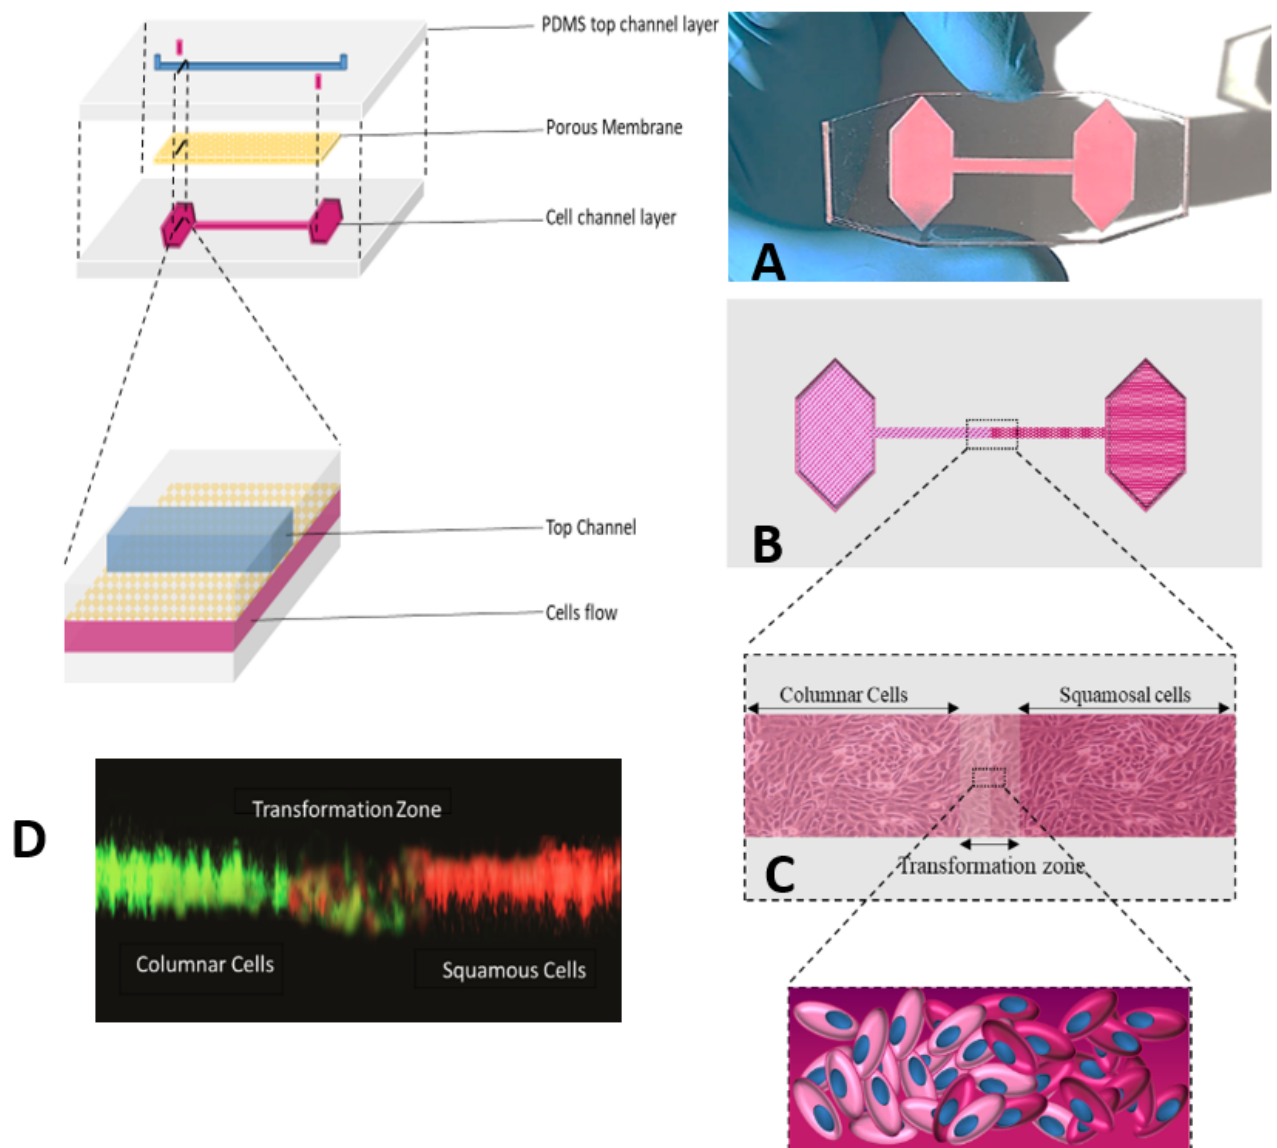 PDMS top channel layer
Porous Membrane
Cell channel layer
A
B
Top Channel
Cells flow
Columnar Cells
Squamosal cells
Transformation zone
C
D
Transformation Zone
Columnar Cells
Squamous Cells